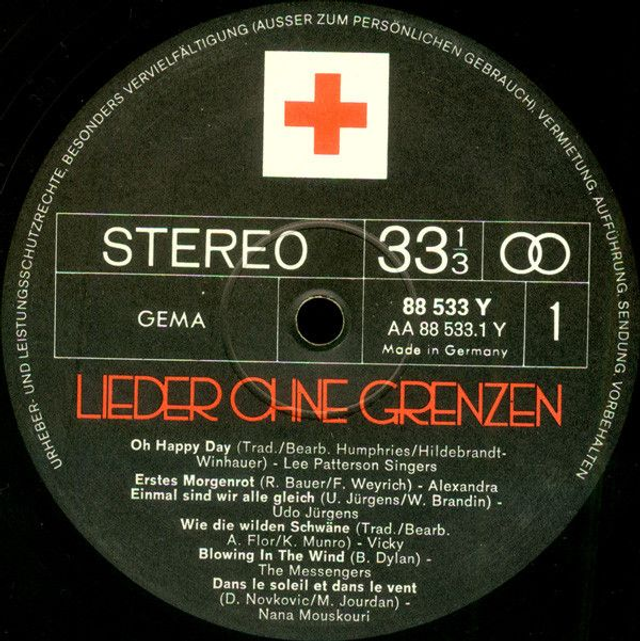 URHEBER- UND LEISTUNGSSCHUTZRECHTE, BESONDERS VERVIELFÄLTIGUNG (AUSSER ZUM PERSÖNLICHEN GEBRAUCH), VERMIETUNG, AUFFÜHRUNG, SENDUNG, VORBEHALTEN
STEREO 33 1/3
GEMA 88 533 Y 1
AA 88 533.1 Y
Made in Germany
LIEDER OHNE GRENZEN
Oh Happy Day (Trad./Bearb. Humphries/Hildebrandt-
Winhauer) - Lee Patterson Singers
Erstes Morgenrot (R. Bauer/F. Weyrich) - Alexandra
Einmal sind wir alle gleich (U. Jürgens/W. Brandin) -
Udo Jürgens
Wie die wilden Schwäne (Trad./Bearb.
A. Flor/K. Munro) - Vicky
Blowing In The Wind (B. Dylan) -
The Messengers
Dans le soleil et dans le vent
(D. Novkovic/M. Jourdan) -
Nana Mouskouri